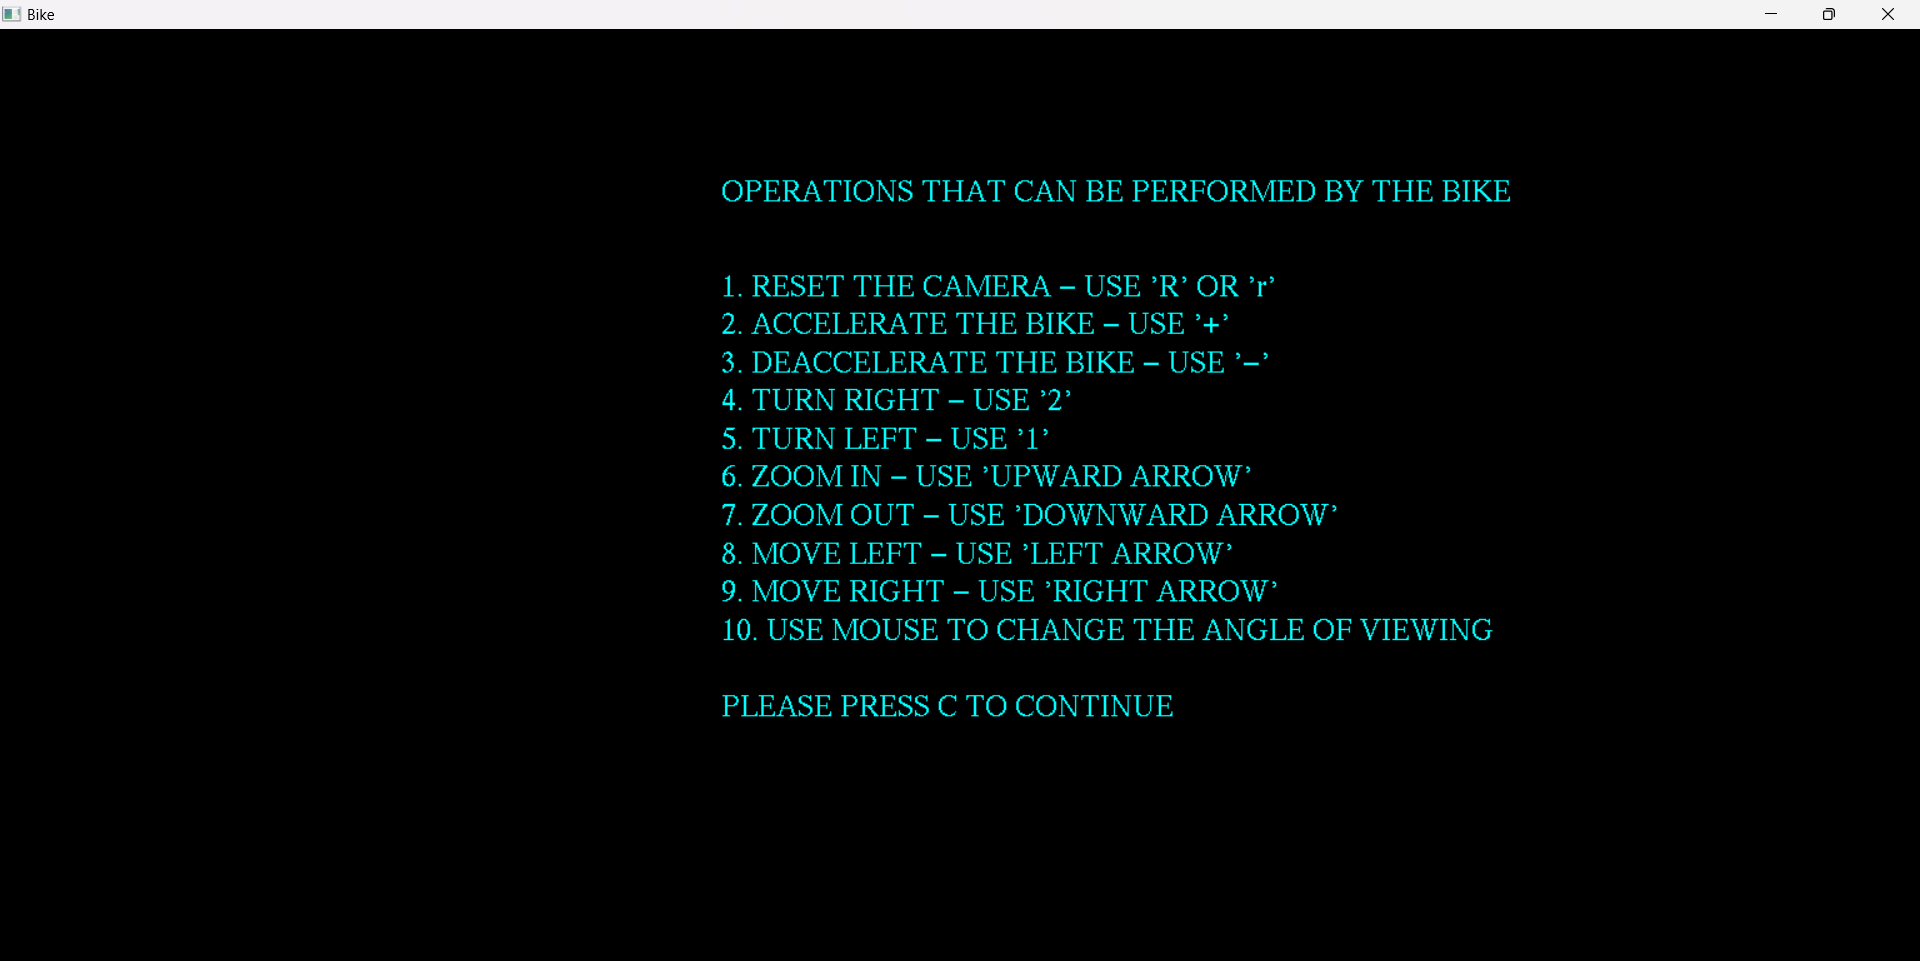 Bike
OPERATIONS THAT CAN BE PERFORMED BY THE BIKE
1. RESET THE CAMERA – USE ’R’ OR ’r’
2. ACCELERATE THE BIKE – USE ’+’
3. DEACCELERATE THE BIKE – USE ’–’
4. TURN RIGHT – USE ’2’
5. TURN LEFT – USE ’1’
6. ZOOM IN – USE ’UPWARD ARROW’
7. ZOOM OUT – USE ’DOWNWARD ARROW’
8. MOVE LEFT – USE ’LEFT ARROW’
9. MOVE RIGHT – USE ’RIGHT ARROW’
10. USE MOUSE TO CHANGE THE ANGLE OF VIEWING
PLEASE PRESS C TO CONTINUE